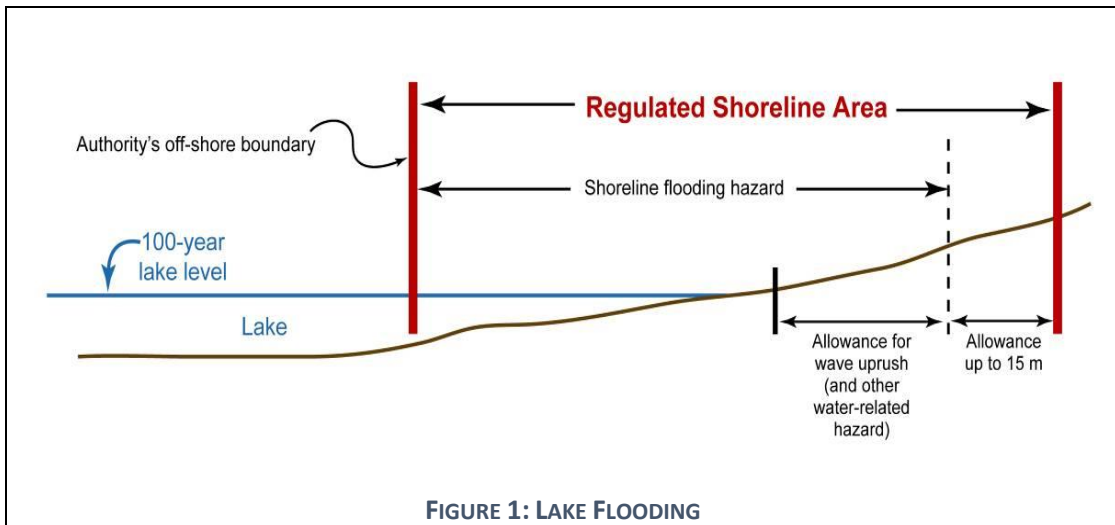 Regulated Shoreline Area
Authority's off-shore boundary
Shoreline flooding hazard
100-year
lake level
Lake
Allowance for
wave uprush
(and other
water-related
hazard)
Allowance
up to 15 m
FIGURE 1: LAKE FLOODING